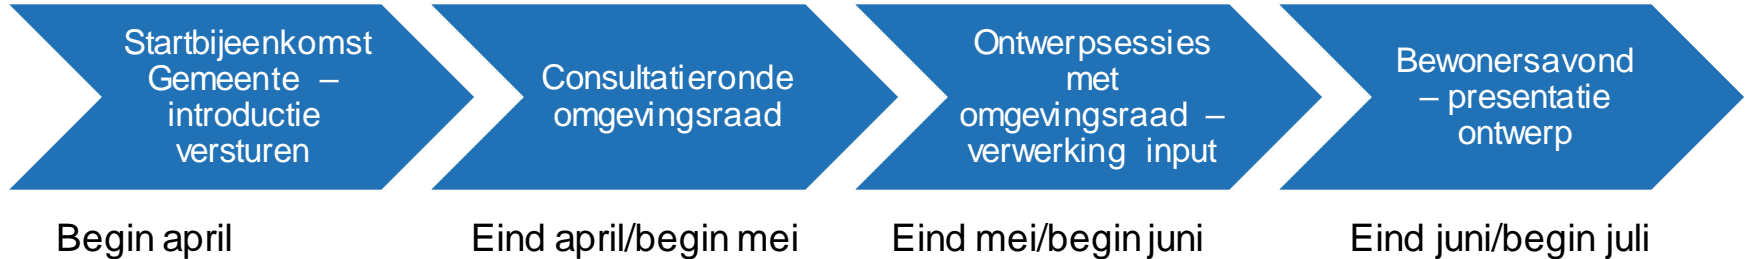 Startbijeenkomst
Gemeente –
introductie
versturen
Consultatieronde
omgevingsraad
Ontwerpsessies
met
omgevingsraad –
verwerking input
Bewonersavond
– presentatie
ontwerp
Begin april
Eind april/begin mei
Eind mei/begin juni
Eind juni/begin juli